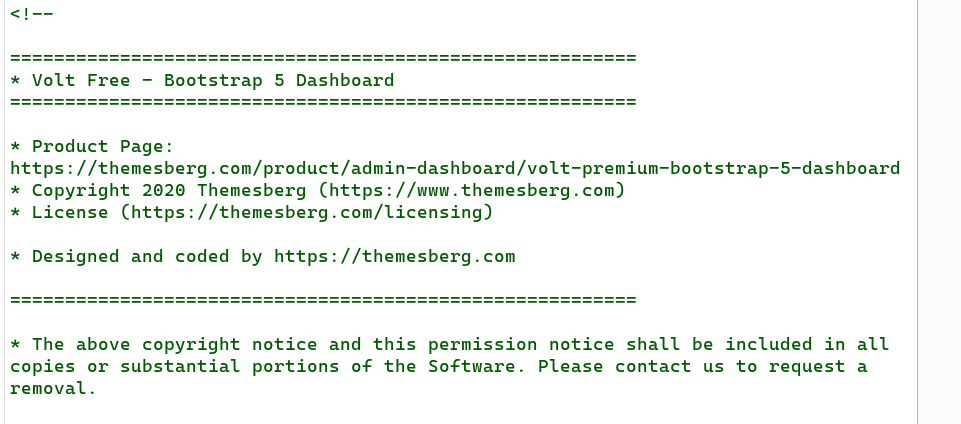 <!--

=========================================================
* Volt Free - Bootstrap 5 Dashboard
=========================================================

* Product Page:
https://themesberg.com/product/admin-dashboard/volt-premium-bootstrap-5-dashboard
* Copyright 2020 Themesberg (https://www.themesberg.com)
* License (https://themesberg.com/licensing)

* Designed and coded by https://themesberg.com

=========================================================

* The above copyright notice and this permission notice shall be included in all
copies or substantial portions of the Software. Please contact us to request a
removal.